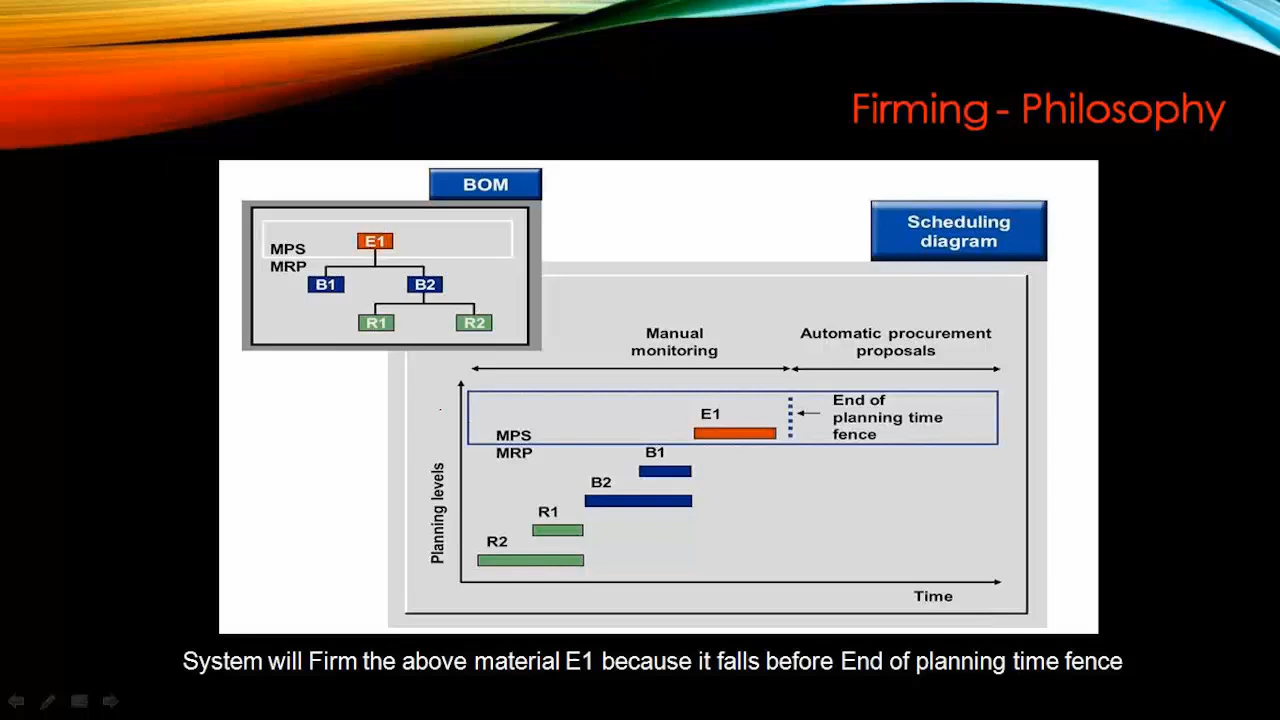 Firming - Philosophy
BOM
E1
MPS
MRP
B1
B2
R1
R2
Scheduling
diagram
Manual
monitoring
Automatic procurement
proposals
E1
End of
planning time
fence
MPS
MRP
B1
B2
R1
R2
Planning levels
Time
System will Firm the above material E1 because it falls before End of planning time fence